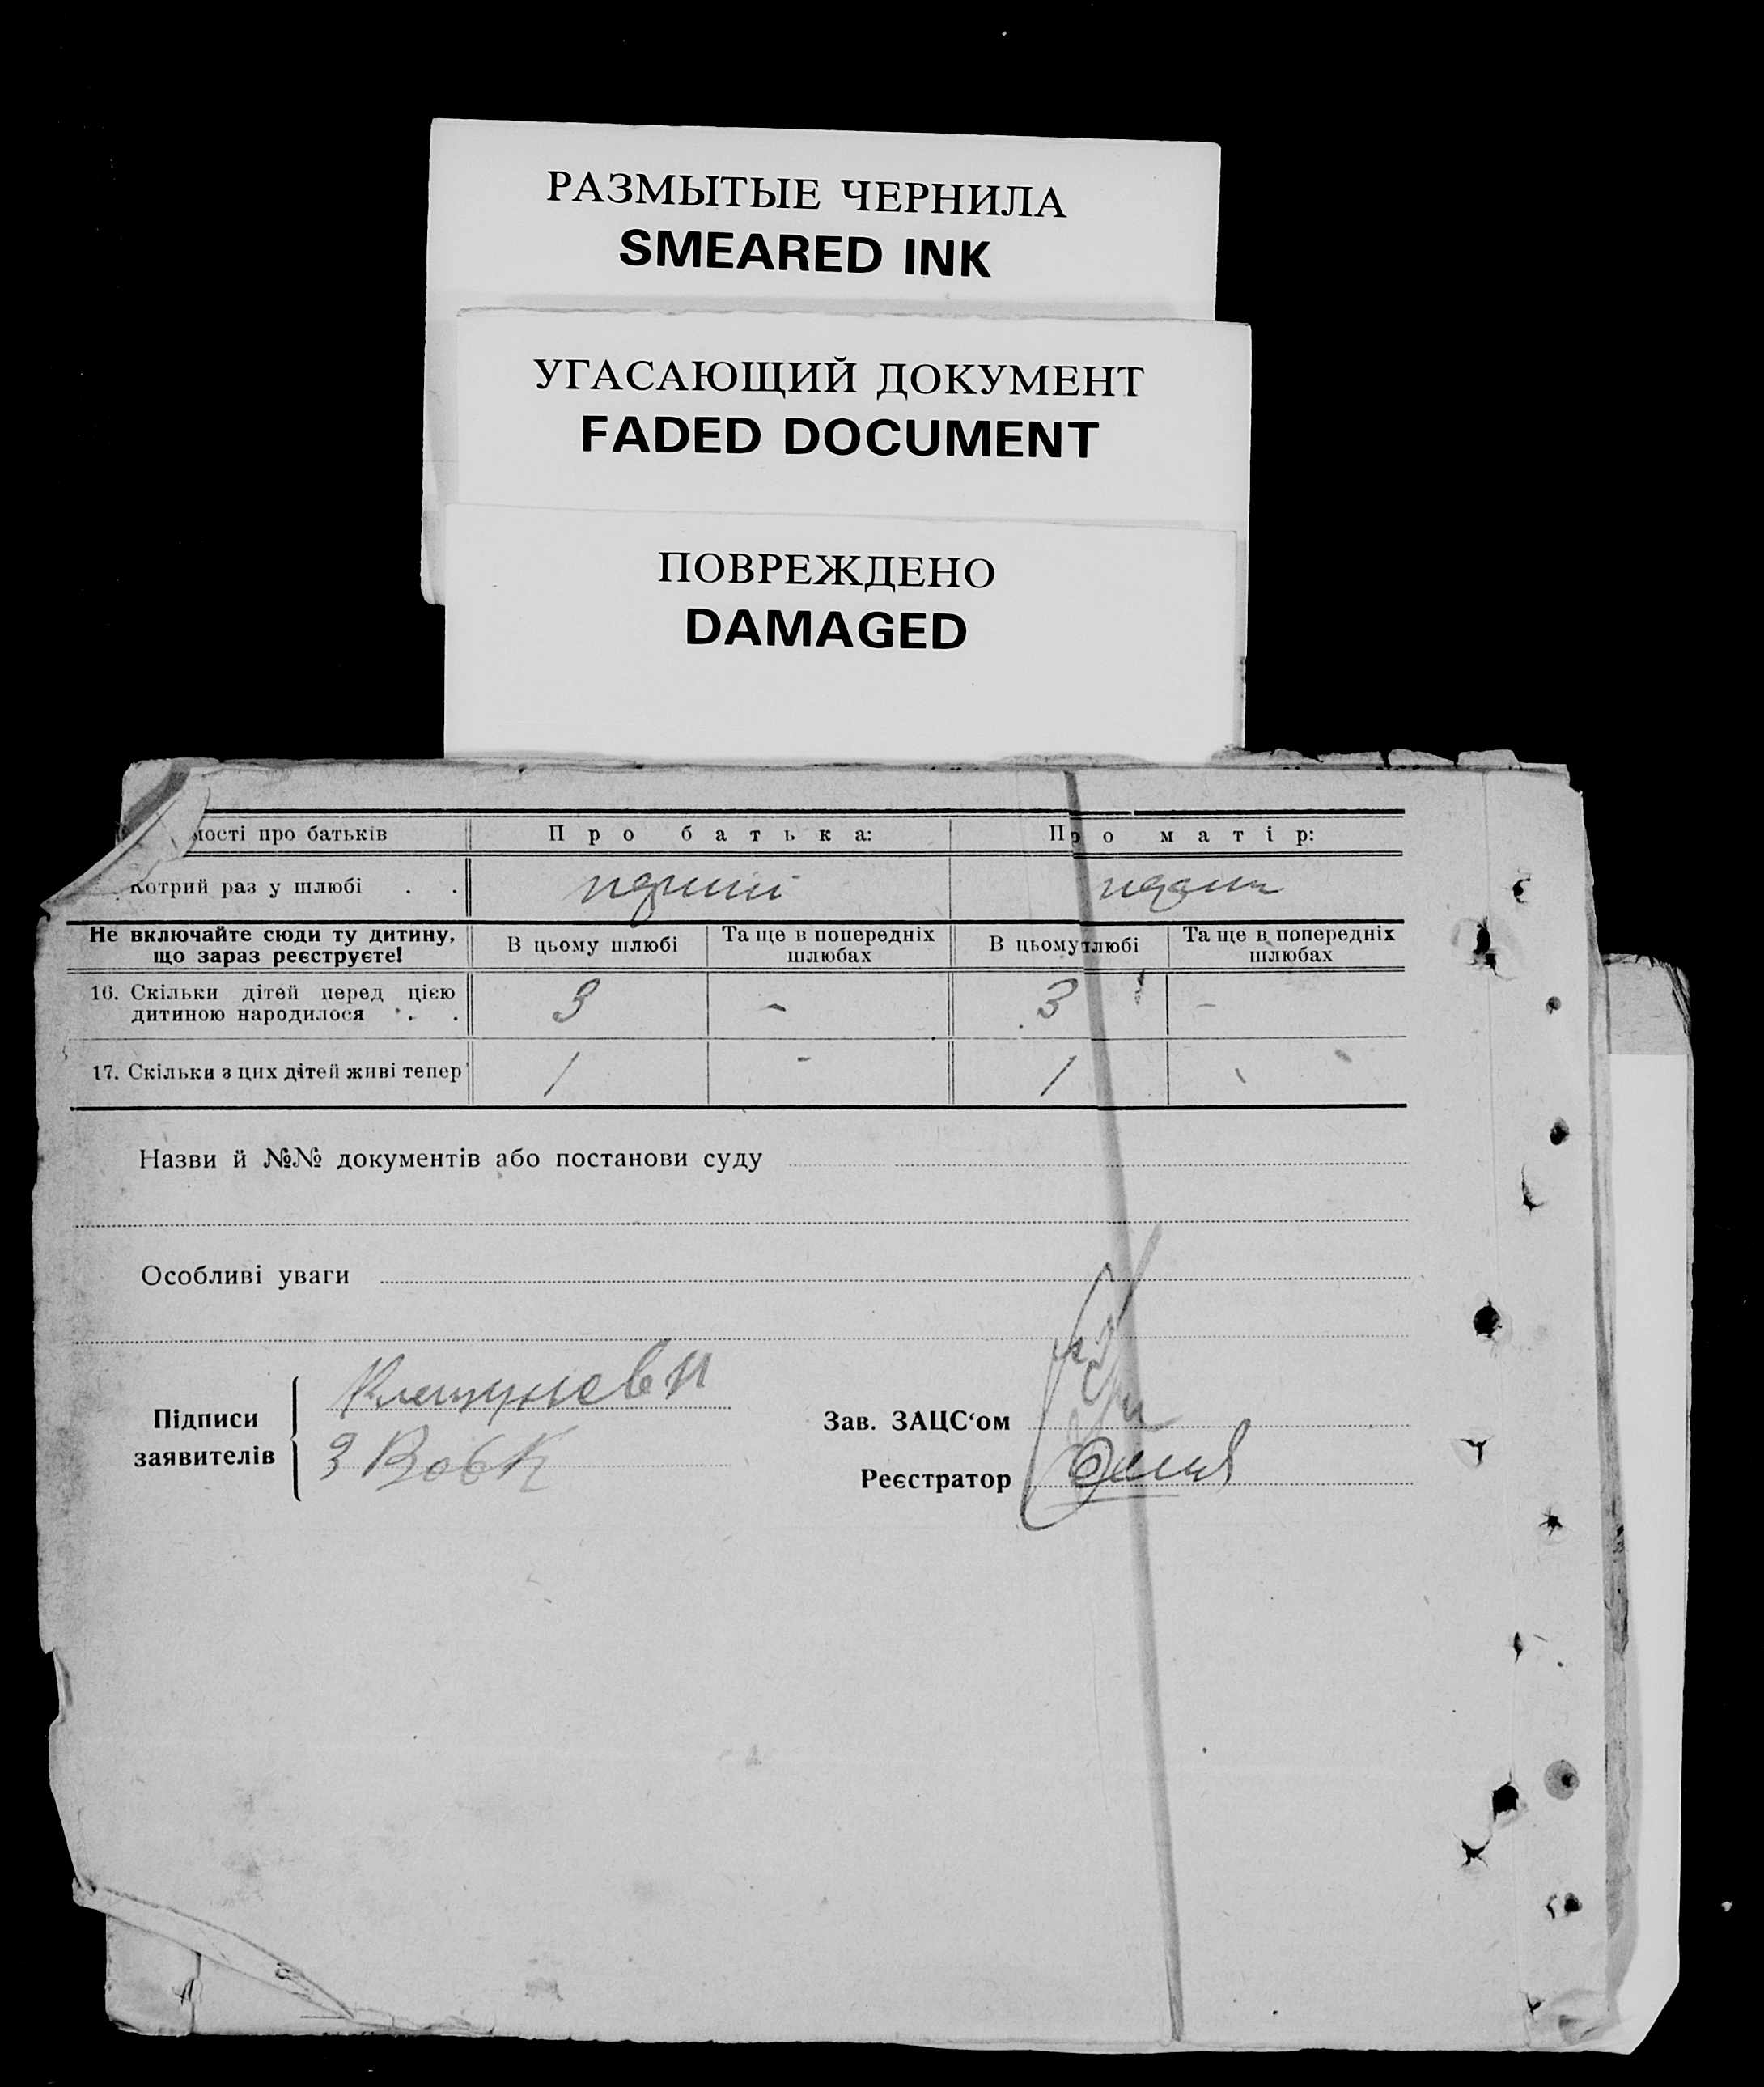 РАЗМЫТЫЕ ЧЕРНИЛА
SMEARED INK
УГАСАЮЩИЙ ДОКУМЕНТ
FADED DOCUMENT
ПОВРЕЖДЕНО
DAMAGED
мості про батьків Про батька: Про матір:
Котрий раз у шлюбі . .
Не включайте сюди ту дитину, що зараз реєструєте! В цьому шлюбі Та ще в попередніх шлюбах В цьому шлюбі Та ще в попередніх шлюбах
16. Скільки дітей перед цією дитиною народилося . . 3 - 3 -
17. Скільки з цих дітей живі тепер 1 - 1
Назви й №№ документів або постанови суду
Особливі уваги
Підписи заявителів
Зав. ЗАЦС'ом
Реєстратор